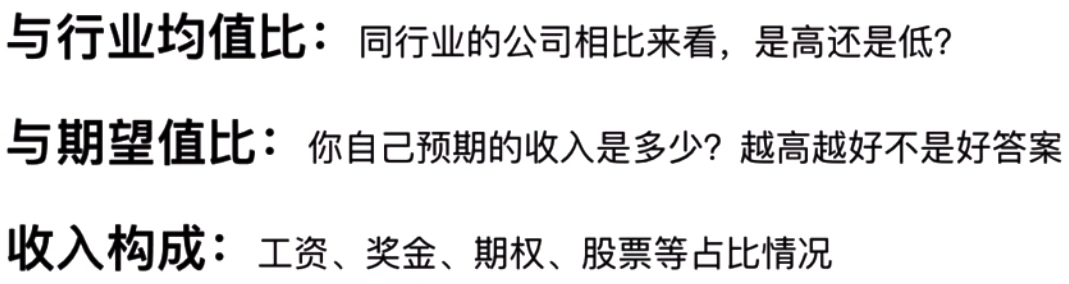 与行业均值比：同行业的公司相比来看，是高还是低？
与期望值比：你自己预期的收入是多少？越高越好不是好答案
收入构成：工资、奖金、期权、股票等占比情况